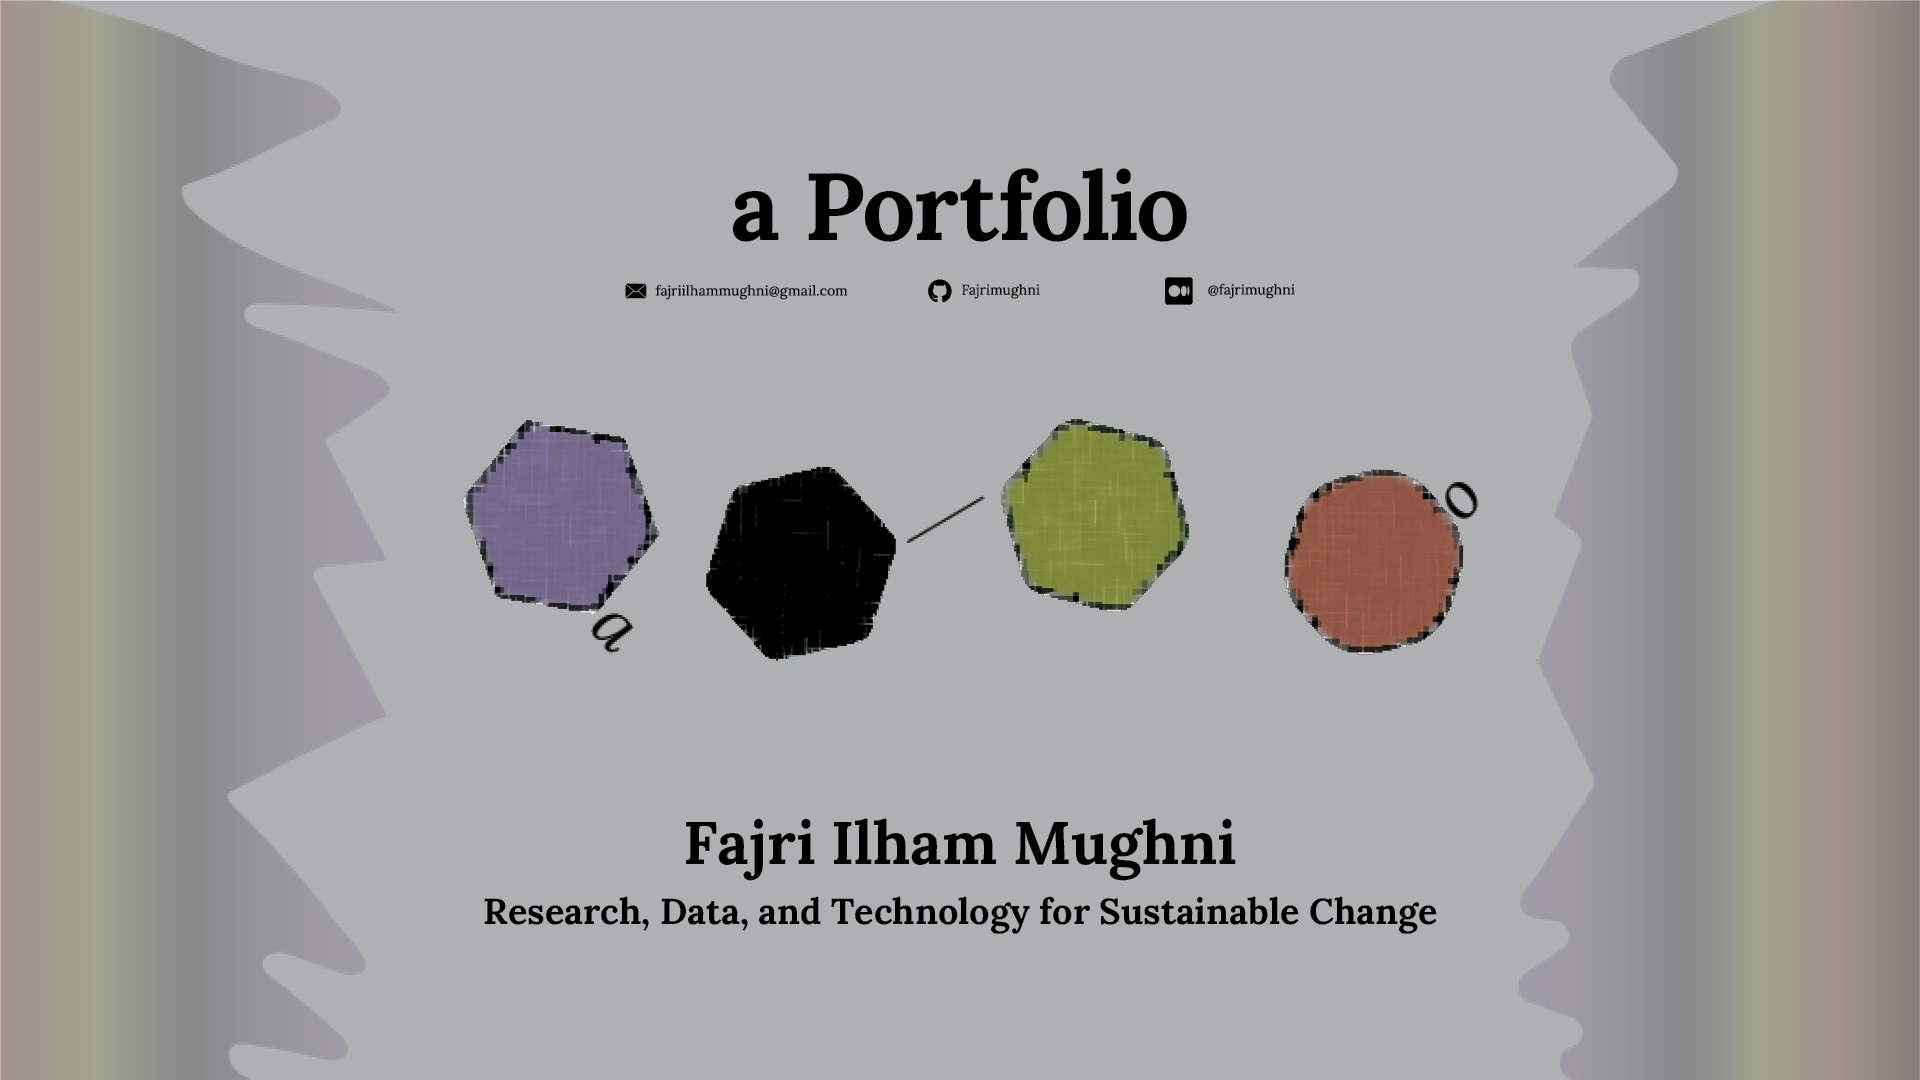 a Portfolio
fajriilhammughni@gmail.com Fajrimughni @fajrimughni
o
a
Fajri Ilham Mughni
Research, Data, and Technology for Sustainable Change